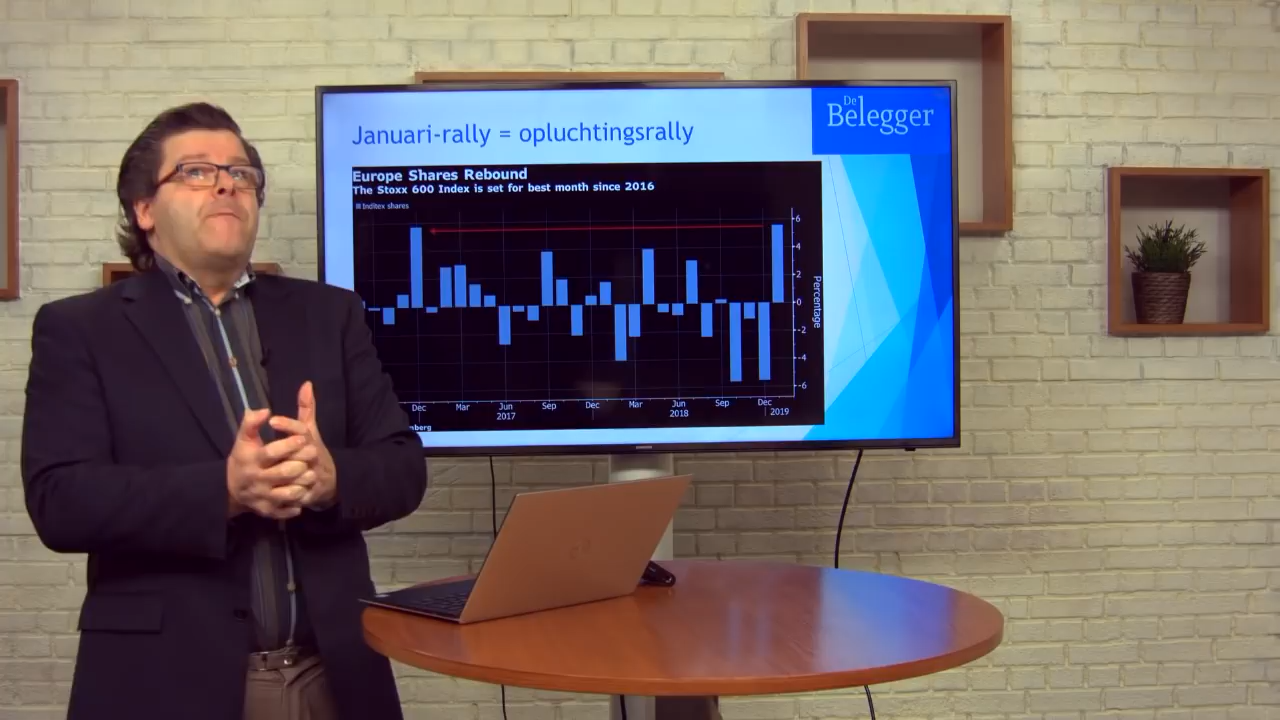 De
Belegger
Januari-rally = opluchtingsrally
Europe Shares Rebound
The Stoxx 600 Index is set for best month since 2016
Inditex shares
6
4
2
0
-2
-4
-6
Percentage
Dec Mar Jun Sep Dec Mar Jun Sep Dec
2017 2018 2019